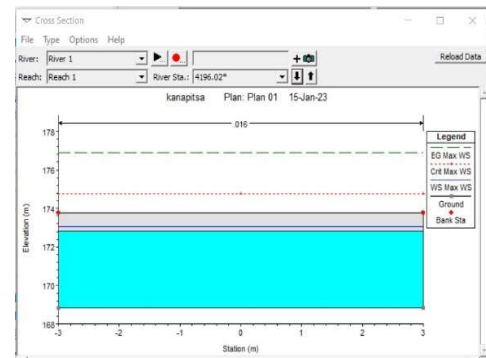 Cross Section
File Type Options Help
River: River 1
Reload Data
Reach: Reach 1 River Sta.: 4196.02*
kanapitsa Plan: Plan 01 15-Jan-23
.016
Legend
EG Max WS
Crit Max WS
WS Max WS
Ground
Bank Sta
Elevation (m)
178
176
174
172
170
168
-3 -2 -1 0 1 2 3
Station (m)